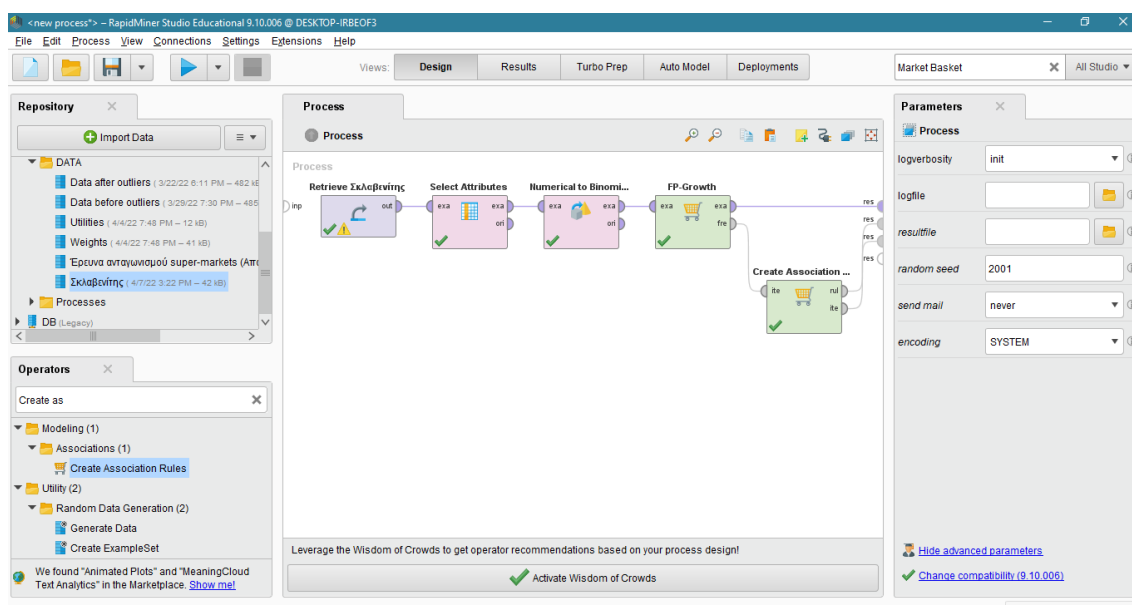 <new process*> – RapidMiner Studio Educational 9.10.006 @ DESKTOP-IRBEOF3
File Edit Process View Connections Settings Extensions Help
Views: Design Results Turbo Prep Auto Model Deployments
Market Basket
All Studio
Repository
Import Data
DATA
Data after outliers ( 3/22/22 6:11 PM – 482 kE
Data before outliers ( 3/29/22 7:30 PM – 485
Utilities ( 4/4/22 7:48 PM – 12 kB)
Weights ( 4/4/22 7:48 PM – 41 kB)
Έρευνα ανταγωνισμού super-markets (Απα
Σκλαβενίτης ( 4/7/22 3:22 PM – 42 kB)
Processes
DB (Legacy)
Operators
Create as
Modeling (1)
Associations (1)
Create Association Rules
Utility (2)
Random Data Generation (2)
Generate Data
Create ExampleSet
We found "Animated Plots" and "MeaningCloud
Text Analytics" in the Marketplace. Show me!
Process
Process
Process
inp
Retrieve Σκλαβενίτης
out
Select Attributes
exa exa
ori
Numerical to Binomi...
exa exa
ori
FP-Growth
exa exa
fre
Create Association ...
ite rul
ite
res
res
res
res
Leverage the Wisdom of Crowds to get operator recommendations based on your process design!
Activate Wisdom of Crowds
Parameters
Process
logverbosity init
logfile
resultfile
random seed 2001
send mail never
encoding SYSTEM
Hide advanced parameters
Change compatibility (9.10.006)